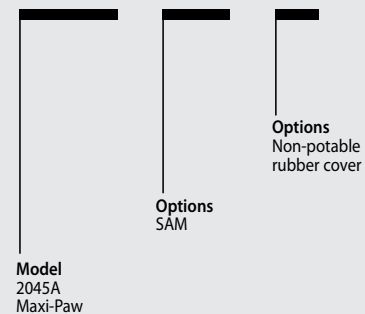 Options
Non-potable
rubber cover
Options
SAM
Model
2045A
Maxi-Paw